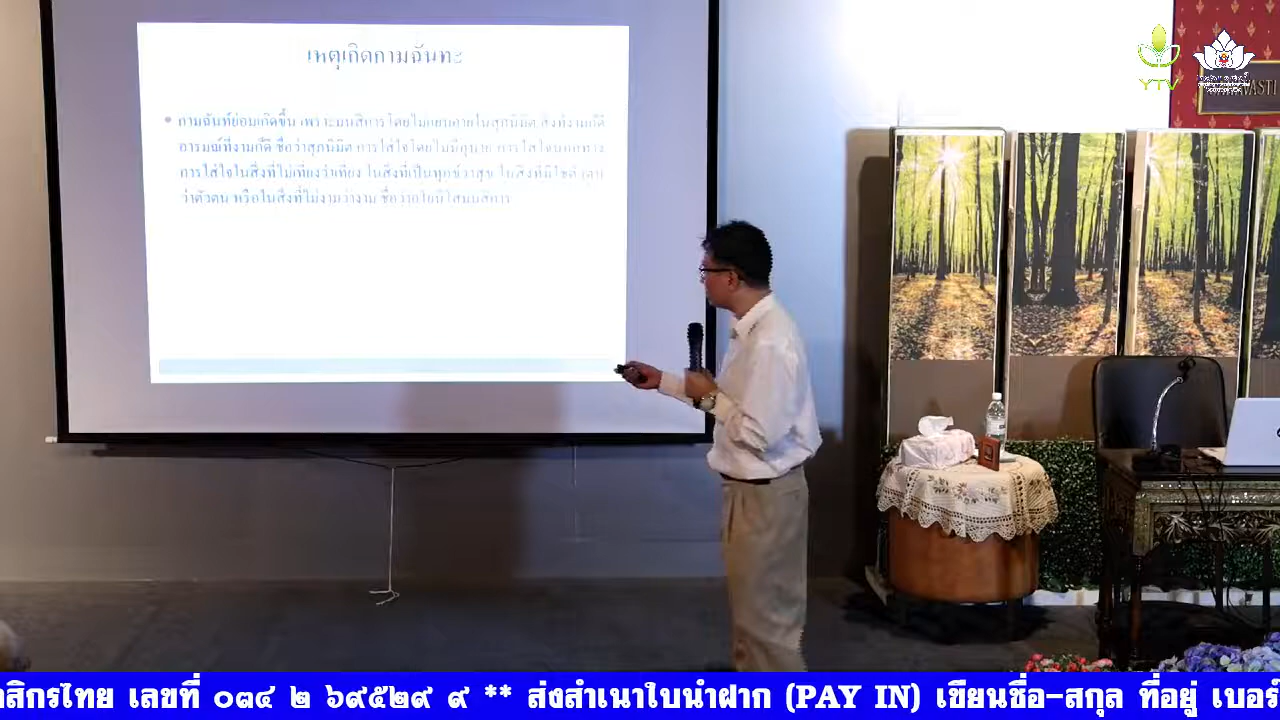 เหตุเกิดกามฉันทะ
กามฉันท์ย่อมเกิดขึ้น เพราะมนสิการโดยไม่แยบคายในสุภนิมิต สิ่งที่งามก็ดี
อารมณ์ที่งามก็ดี ชื่อว่าสุภนิมิต การใส่ใจโดยไม่มีอุบาย การใส่ใจนอกทาง
การใส่ใจในสิ่งที่ไม่เที่ยงว่าเที่ยง ในสิ่งที่เป็นทุกข์ว่าสุข ในสิ่งที่มิใช่ตัว
ว่าตัวตน หรือในสิ่งที่ไม่งามว่างาม ชื่อว่าอโยนิโสมนสิการ
YTV
VASTI
าสิกรไทย เลขที่ ๐๓๔ ๒ ๖๙๕๒๙ ๙ ** ส่งสำเนาใบนำฝาก (PAY IN) เขียนชื่อ-สกุล ที่อยู่ เบอร์